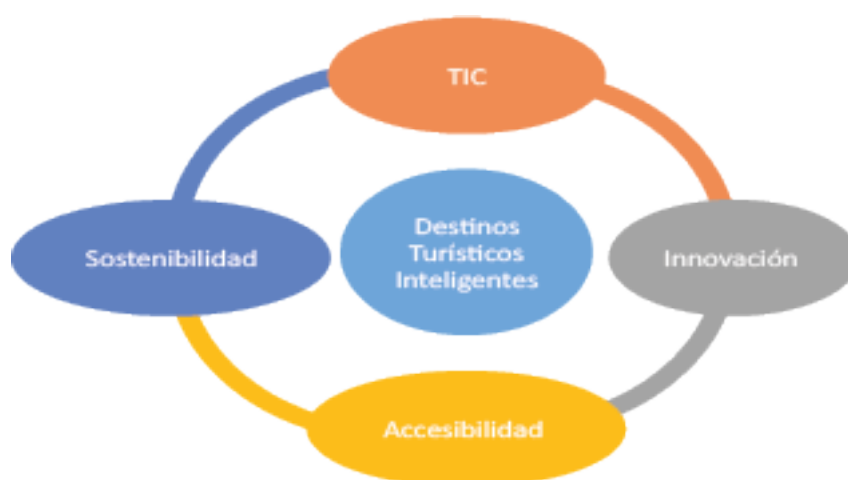 TIC
Sostenibilidad
Destinos
Turísticos
Inteligentes
Innovación
Accesibilidad